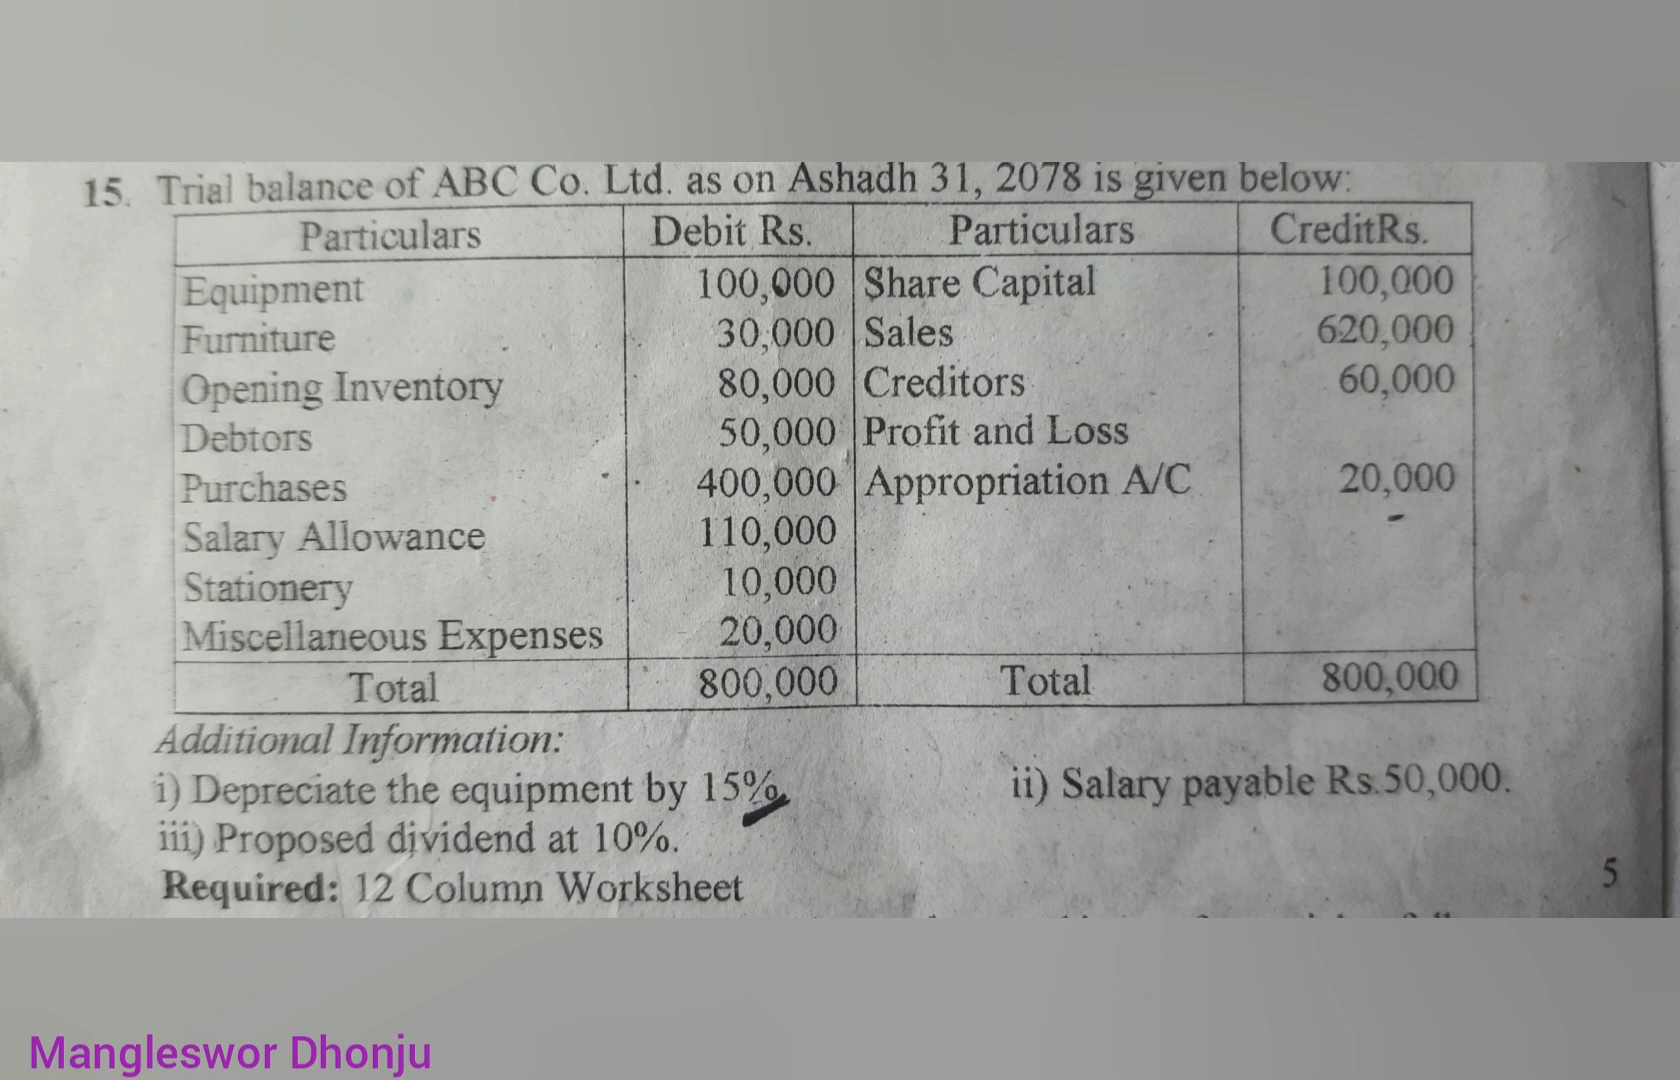 15. Trial balance of ABC Co. Ltd. as on Ashadh 31, 2078 is given below:
Particulars Debit Rs. Particulars CreditRs.
Equipment 100,000 Share Capital 100,000
Furniture 30,000 Sales 620,000
Opening Inventory 80,000 Creditors 60,000
Debtors 50,000 Profit and Loss
Purchases 400,000 Appropriation A/C 20,000
Salary Allowance 110,000
Stationery 10,000
Miscellaneous Expenses 20,000
Total 800,000 Total 800,000
Additional Information:
i) Depreciate the equipment by 15% ii) Salary payable Rs.50,000.
iii) Proposed dividend at 10%.
Required: 12 Column Worksheet 5
Mangleswor Dhonju